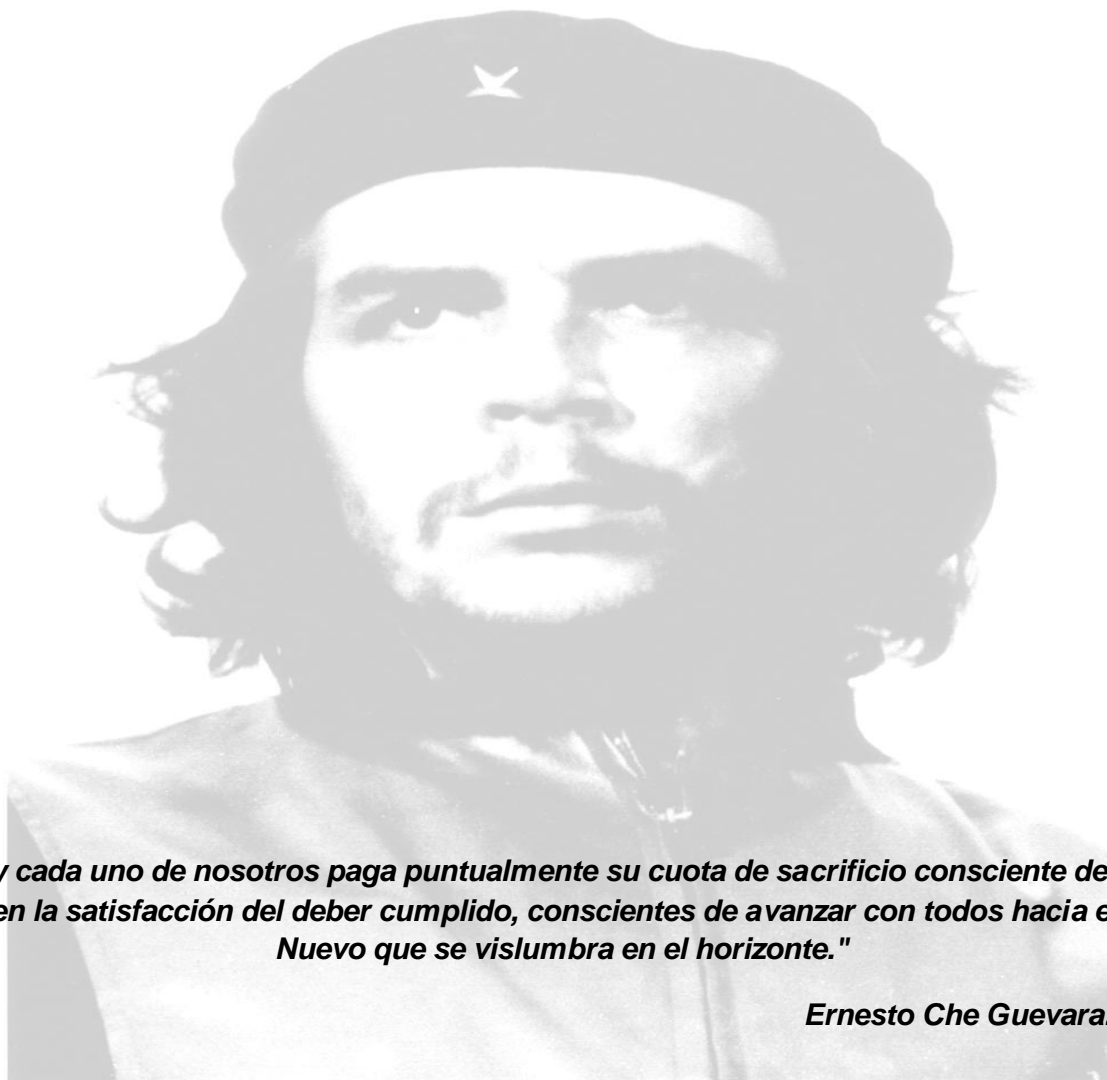 y cada uno de nosotros paga puntualmente su cuota de sacrificio consciente de
en la satisfacción del deber cumplido, conscientes de avanzar con todos hacia e
Nuevo que se vislumbra en el horizonte."
Ernesto Che Guevara.